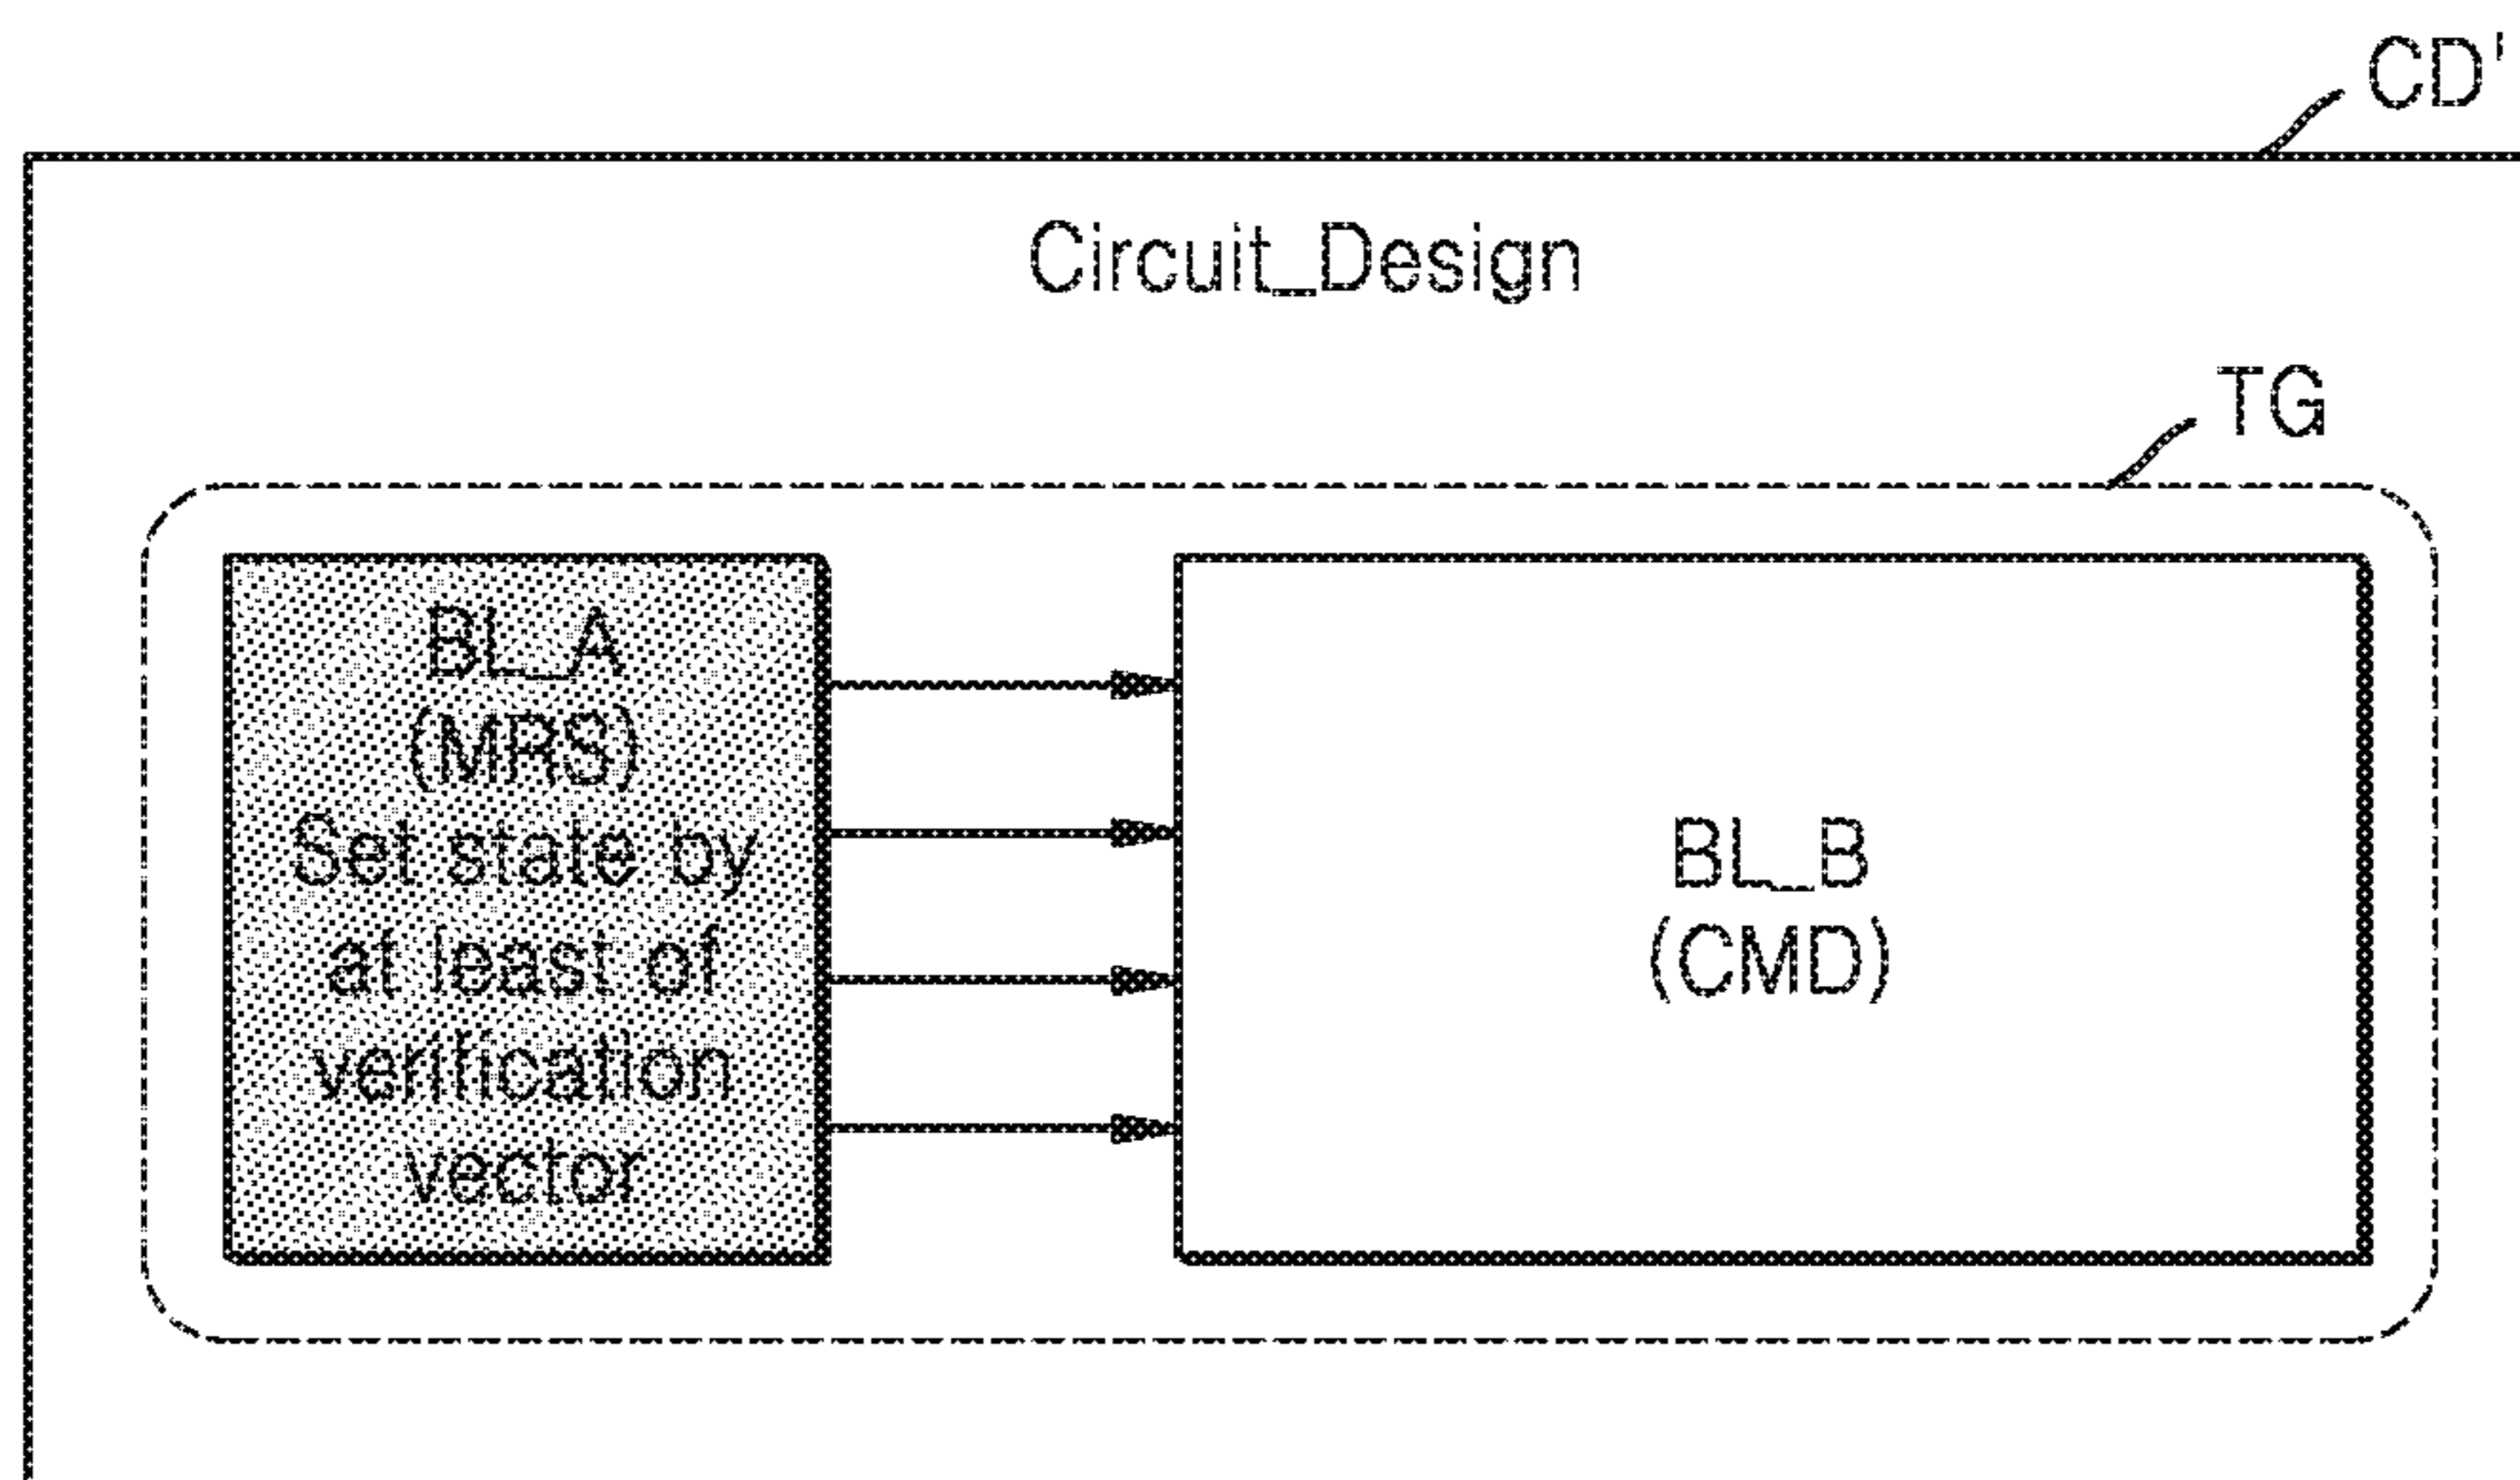 CD'
Circuit_Design
TG
BL_A
(MRS)
Set state by
at least of
verification
vector
BL_B
(CMD)